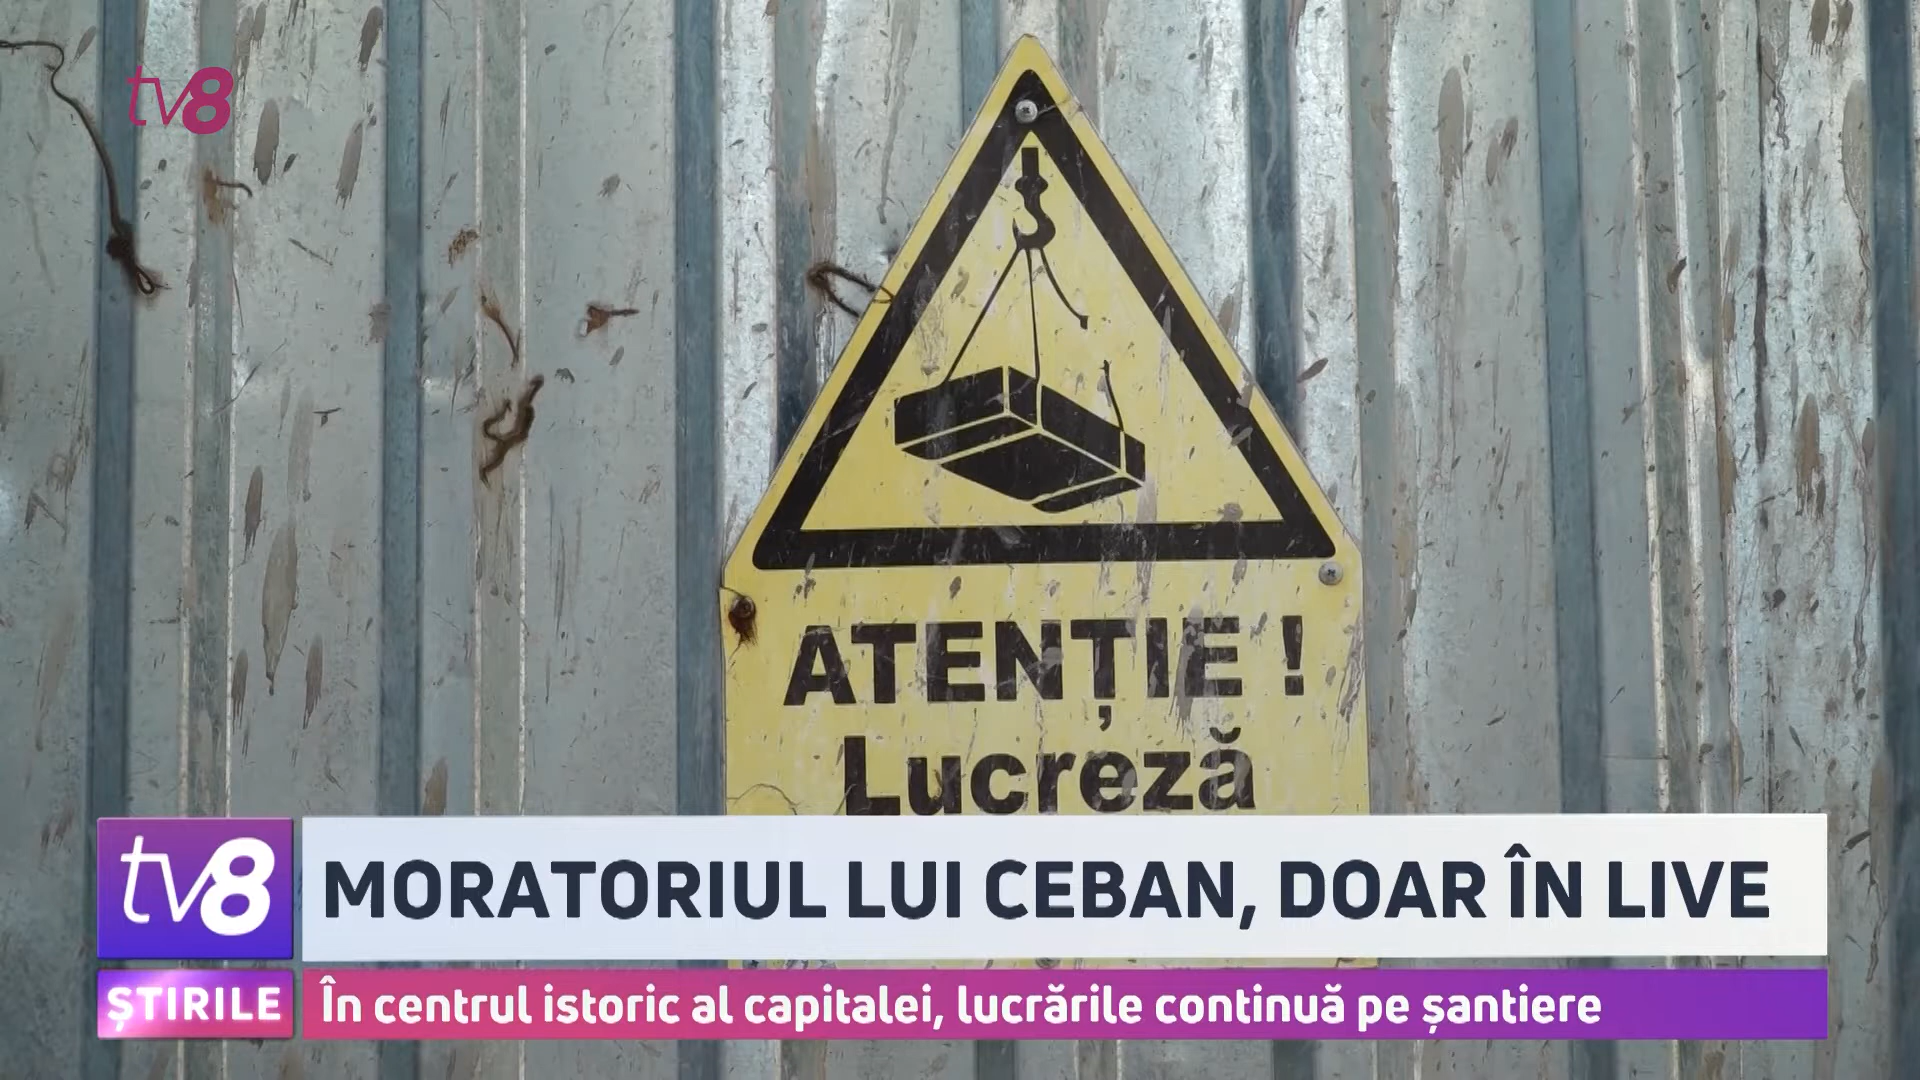 tv8
ATENȚIE !
Lucreză
tv8
MORATORIUL LUI CEBAN, DOAR ÎN LIVE
ȘTIRILE
În centrul istoric al capitalei, lucrările continuă pe șantiere